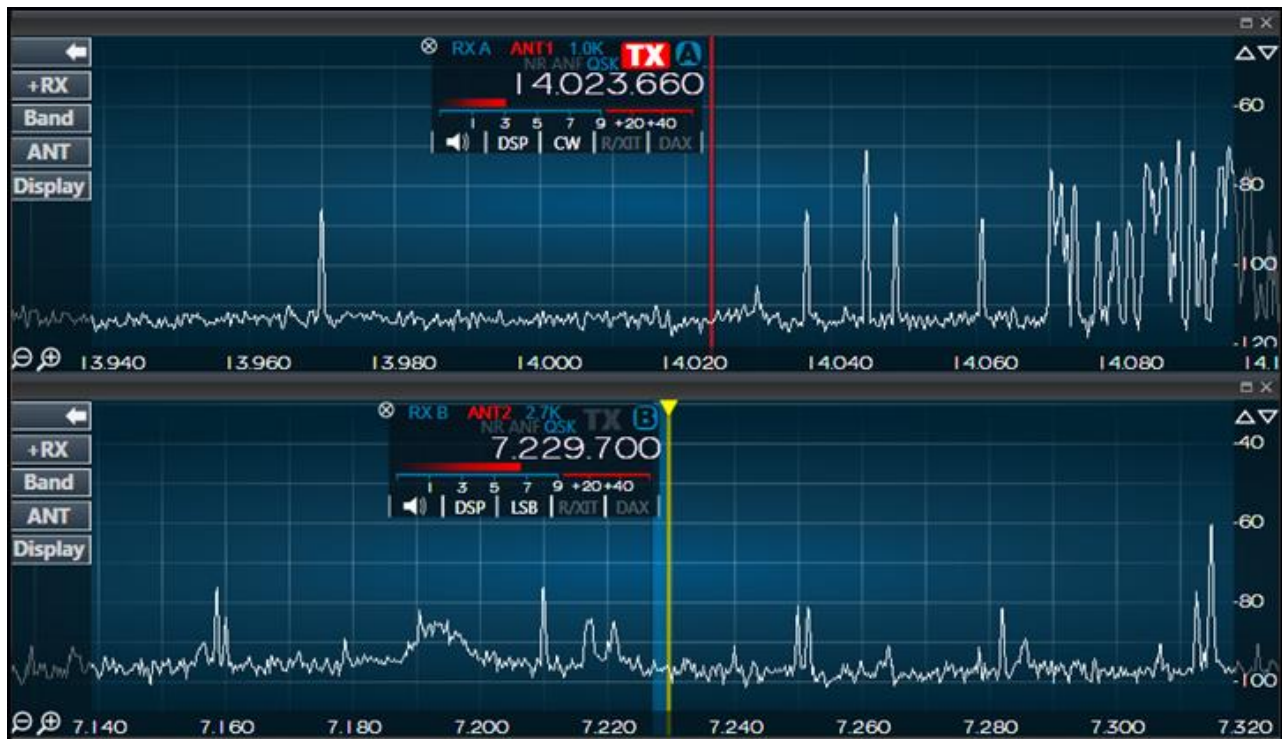 RX A ANT1 1.0K TX A
NR ANF QSK
+RX
14.023.660
-60
Band
1 3 5 7 9 +20 +40
ANT
DSP CW R/XIT DAX
Display
-80
-100
-120
13.940 13.960 13.980 14.000 14.020 14.040 14.060 14.080 14.1
RX B ANT2 2.7K TX B
NR ANF QSK
-40
+RX
7.229.700
Band
1 3 5 7 9 +20 +40
ANT
DSP LSB R/XIT DAX
-60
Display
-80
-100
7.140 7.160 7.180 7.200 7.220 7.240 7.260 7.280 7.300 7.320